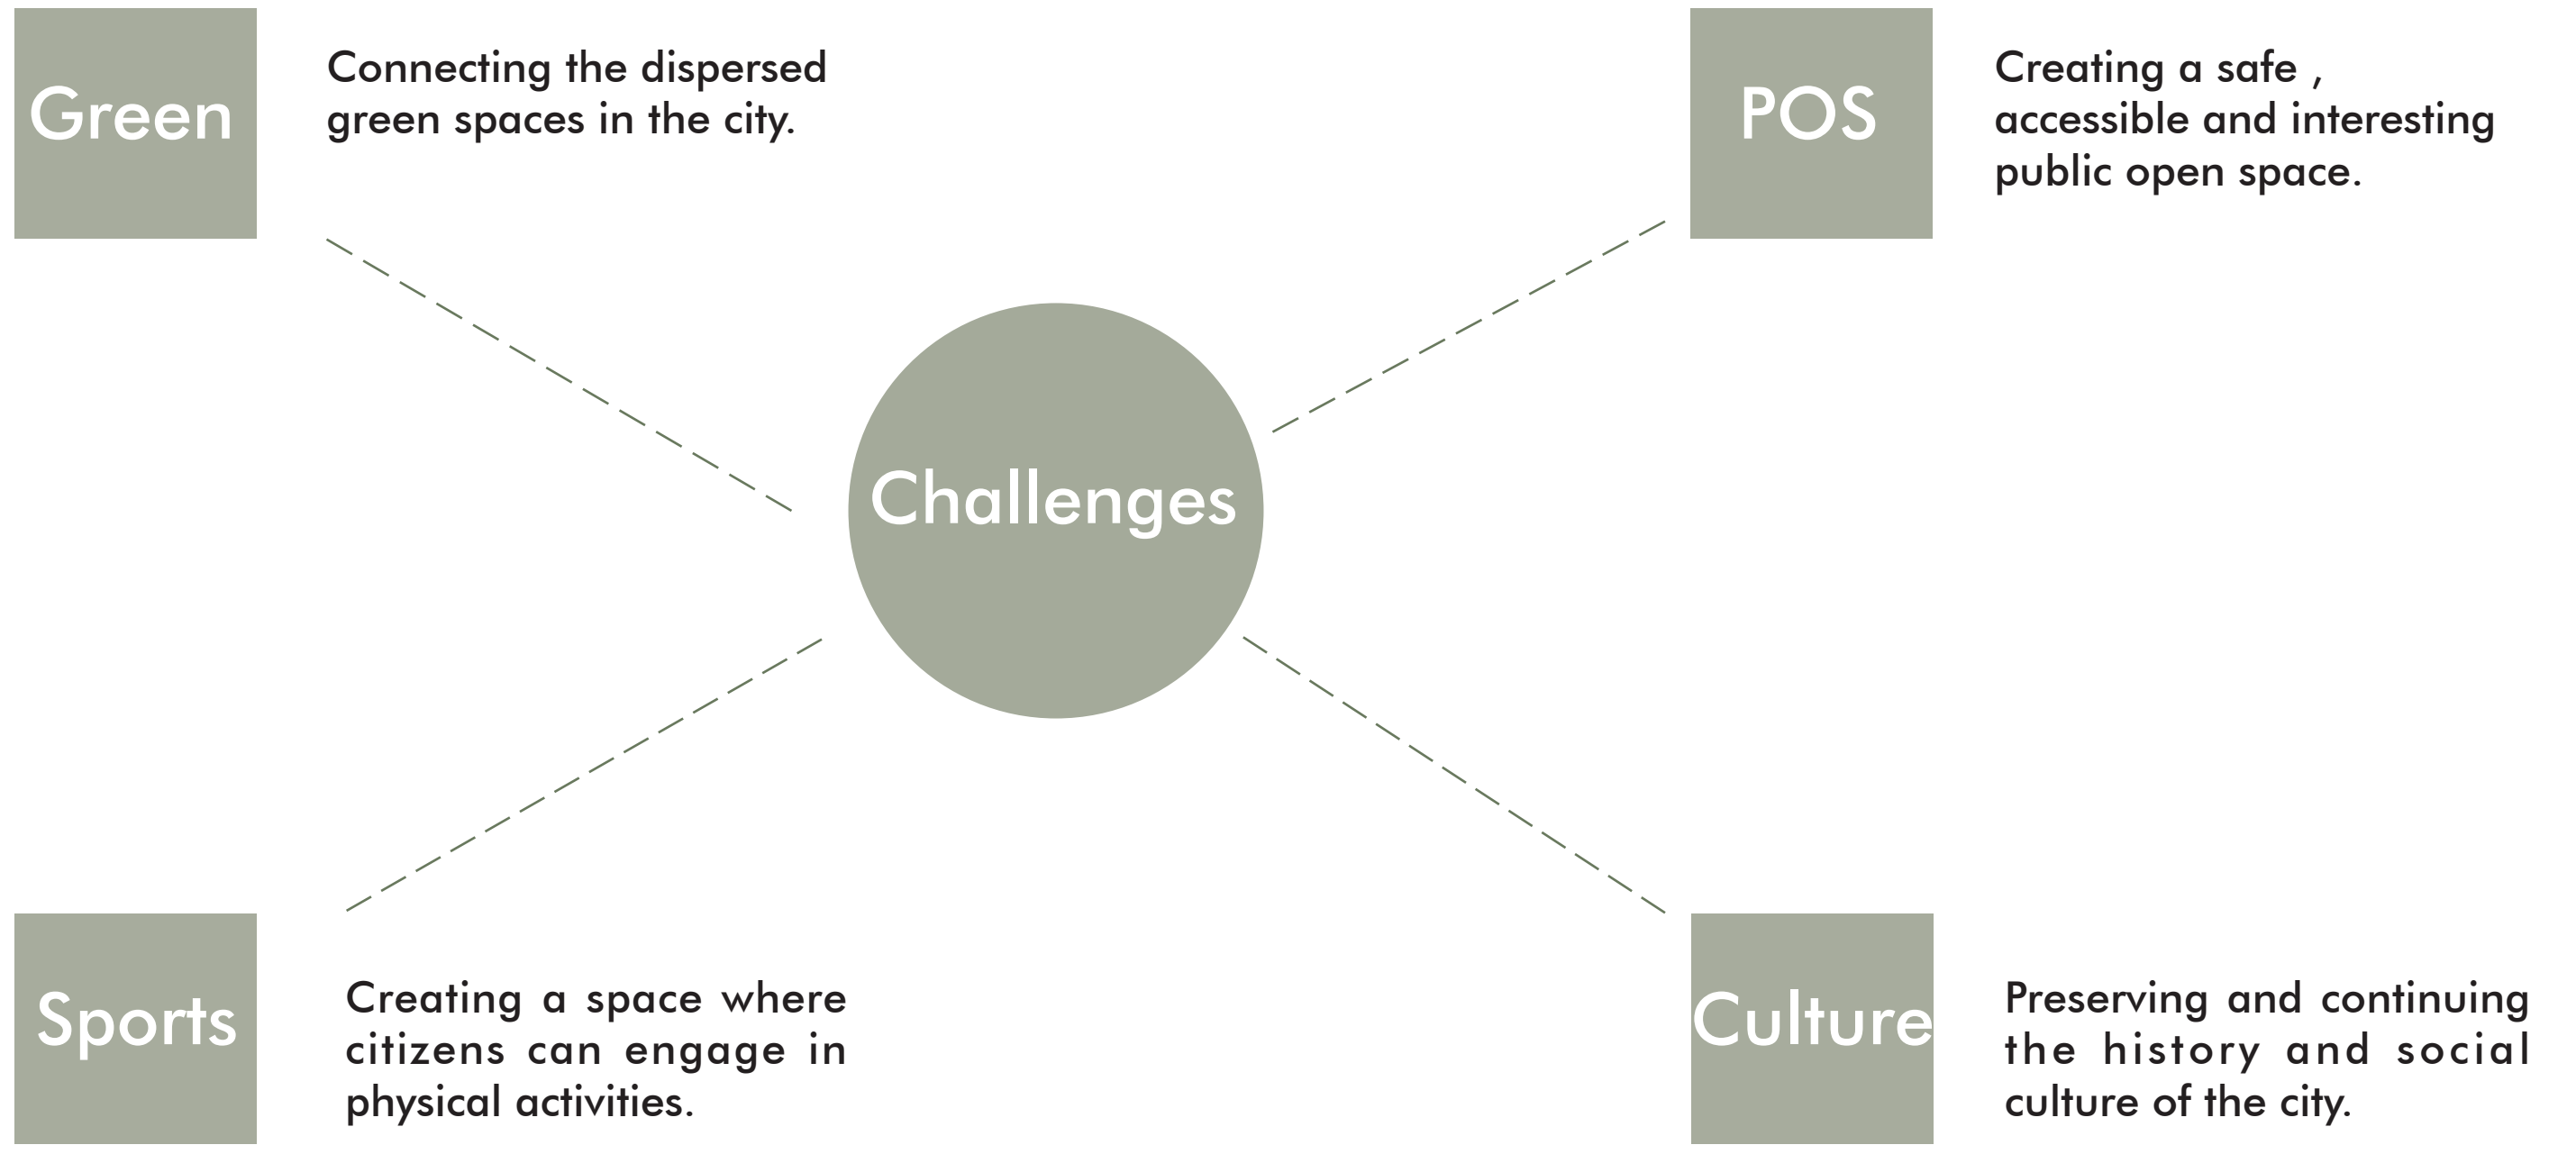 Green
Connecting the dispersed
green spaces in the city.
POS
Creating a safe ,
accessible and interesting
public open space.
Challenges
Sports
Creating a space where
citizens can engage in
physical activities.
Culture
Preserving and continuing
the history and social
culture of the city.